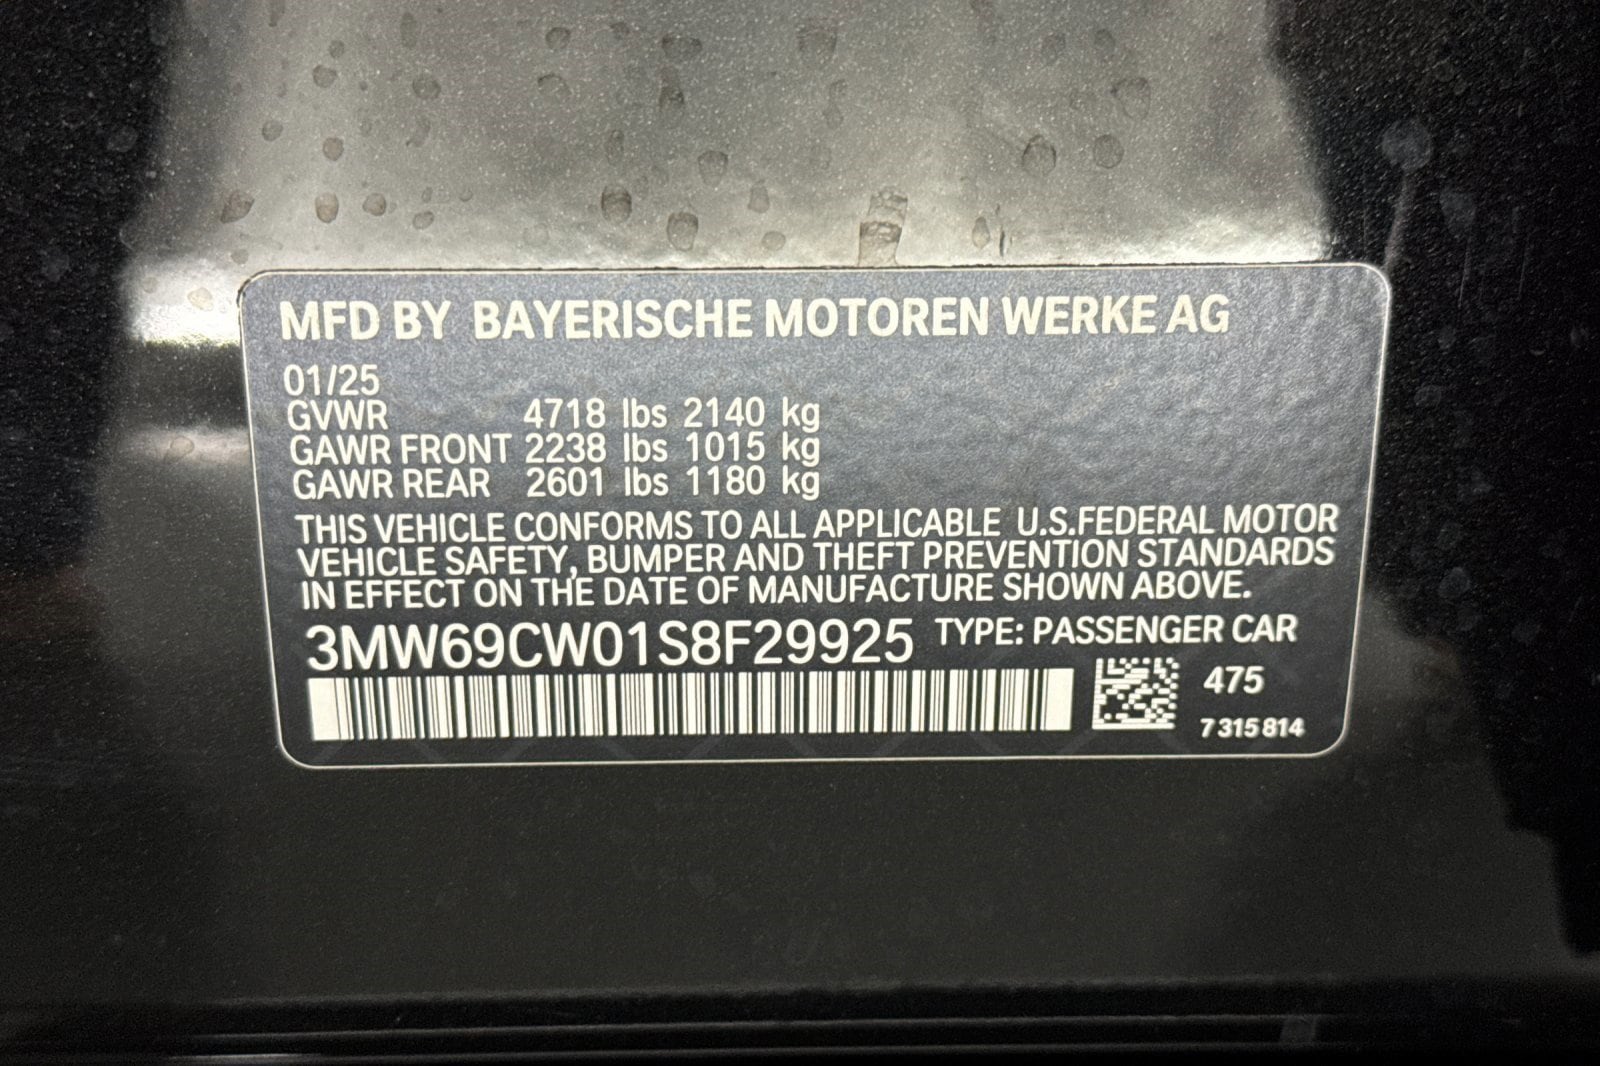 MFD BY BAYERISCHE MOTOREN WERKE AG
01/25
GVWR 4718 lbs 2140 kg
GAWR FRONT 2238 lbs 1015 kg
GAWR REAR 2601 lbs 1180 kg
THIS VEHICLE CONFORMS TO ALL APPLICABLE U.S.FEDERAL MOTOR
VEHICLE SAFETY, BUMPER AND THEFT PREVENTION STANDARDS
IN EFFECT ON THE DATE OF MANUFACTURE SHOWN ABOVE.
3MW69CW01S8F29925 TYPE: PASSENGER CAR
475
7 315 814